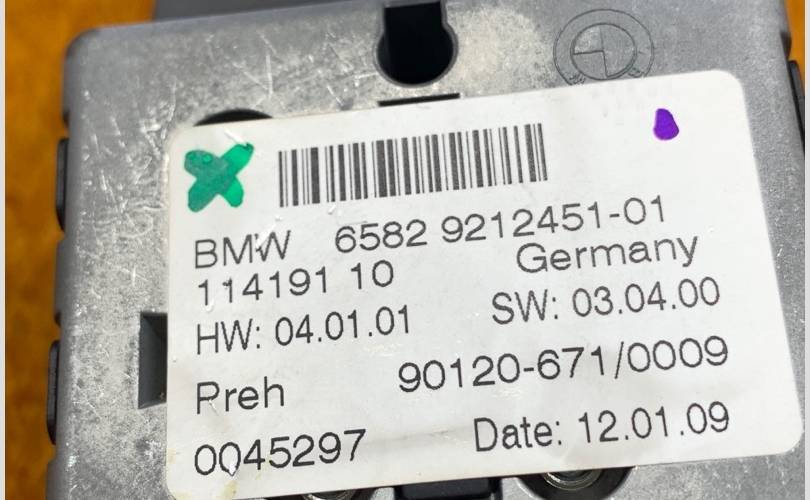 BMW 6582 9212451-01
114191 10 Germany
HW: 04.01.01 SW: 03.04.00
Preh 90120-671/0009
0045297 Date: 12.01.09